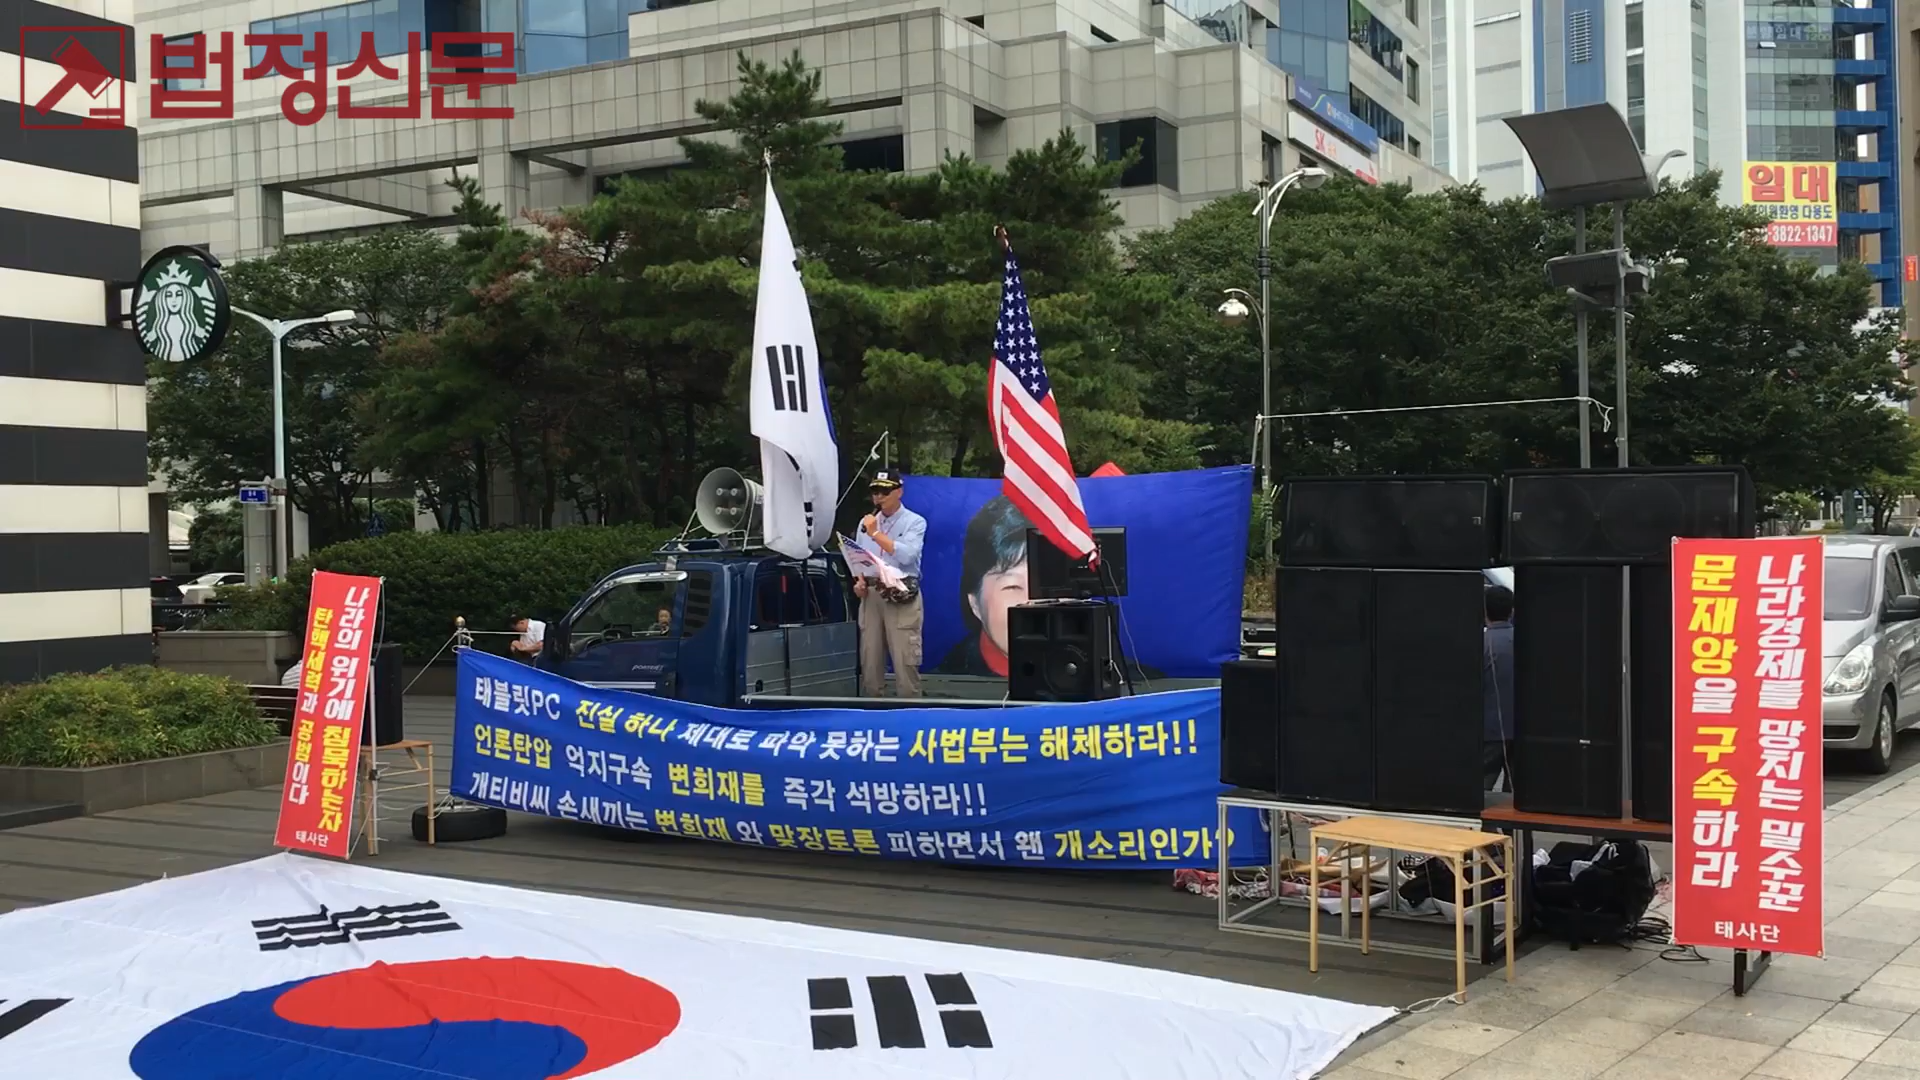 법정신문
SK
임대
다용도
3822-1347
나라의 위기에 침묵하는자
탄핵세력과 공범이다
태사단
태블릿PC 진실 하나 제대로 파악 못하는 사법부는 해체하라!!
언론탄압 억지구속 변희재를 즉각 석방하라!!
개티비씨 손새끼는 변희재 와 맞장토론 피하면서 왠 개소리인가?
나라경제를 망치는 밀수꾼
문재앙을 구속하라
태사단